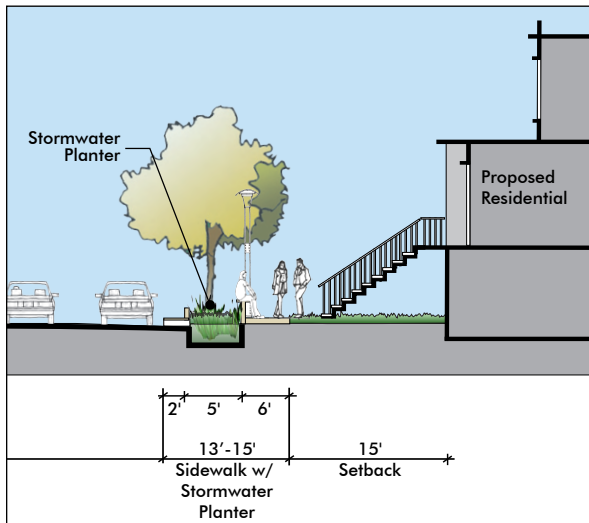 Stormwater
Planter
Proposed
Residential
2' 5' 6'
13’-15' 15'
Sidewalk w/ Setback
Stormwater
Planter